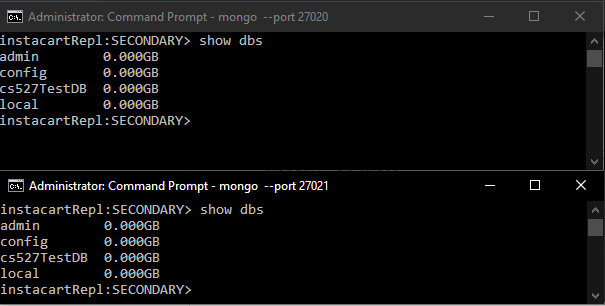 Administrator: Command Prompt - mongo  --port 27020
instacartRepl:SECONDARY> show dbs
admin        0.000GB
config       0.000GB
cs527TestDB  0.000GB
local        0.000GB
instacartRepl:SECONDARY>
Administrator: Command Prompt - mongo  --port 27021
instacartRepl:SECONDARY> show dbs
admin        0.000GB
config       0.000GB
cs527TestDB  0.000GB
local        0.000GB
instacartRepl:SECONDARY>